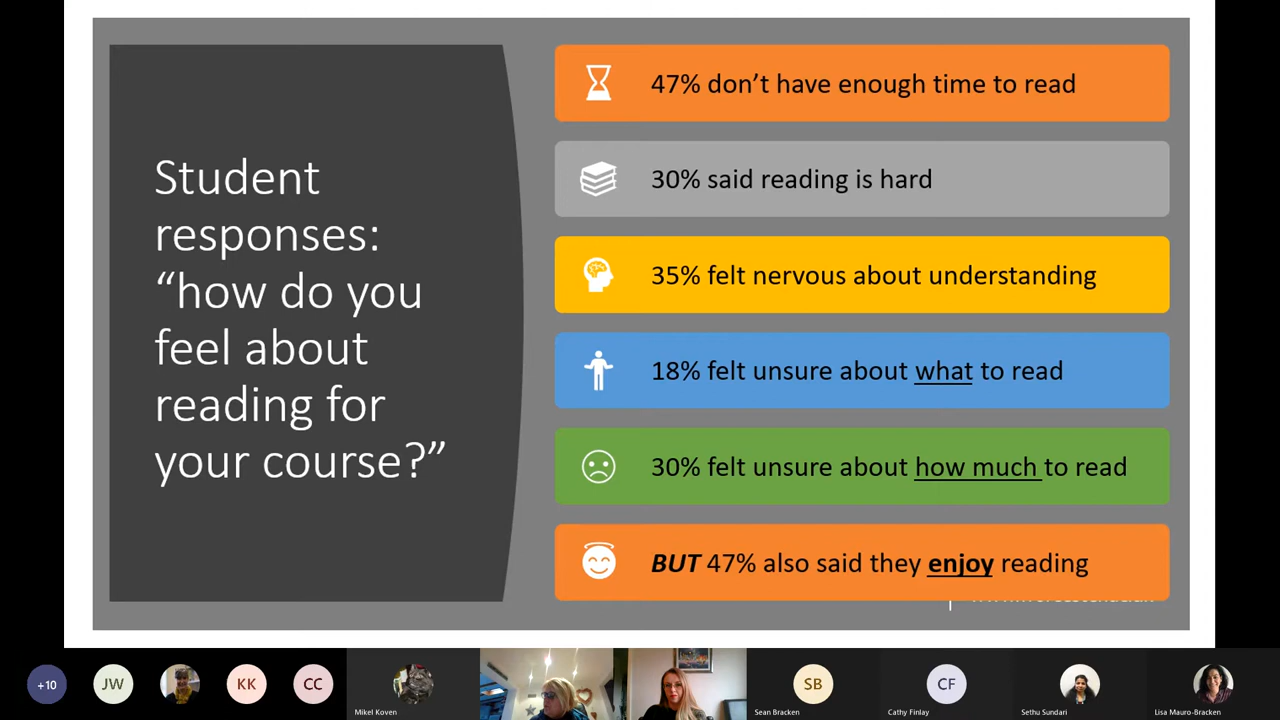 Student
responses:
“how do you
feel about
reading for
your course?”
47% don’t have enough time to read
30% said reading is hard
35% felt nervous about understanding
18% felt unsure about what to read
30% felt unsure about how much to read
BUT 47% also said they enjoy reading
+10
JW
KK
CC
Mikel Koven
SB
Sean Bracken
CF
Cathy Finlay
Sethu Sundari
Lisa Mauro-Bracken